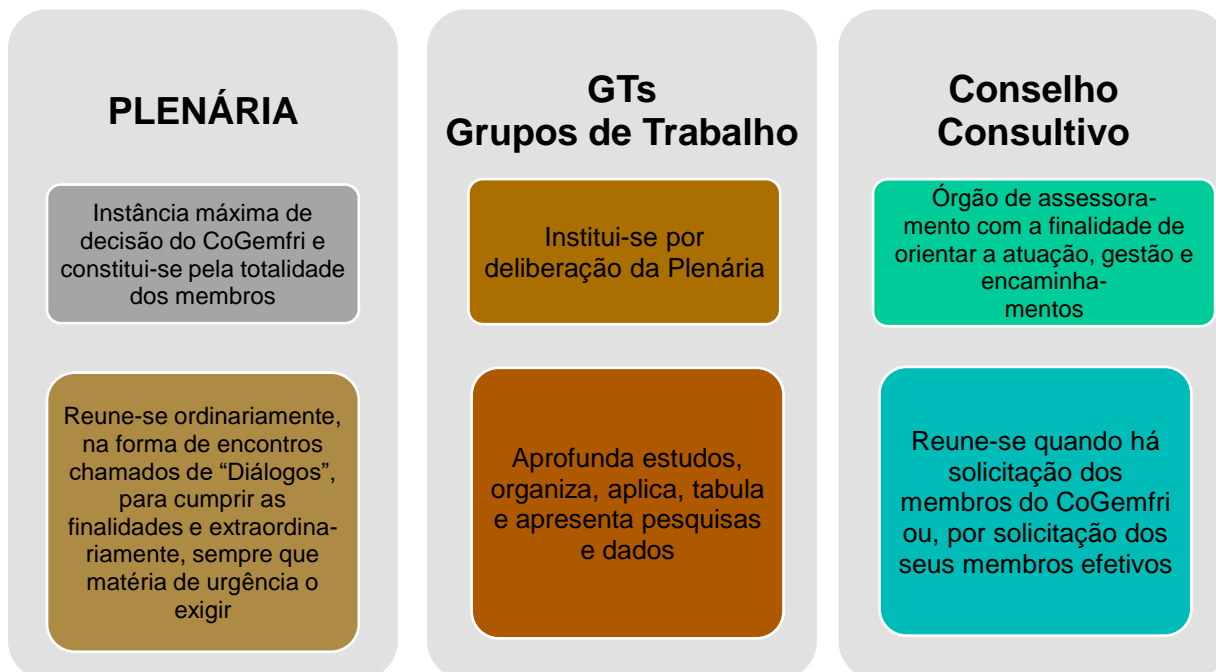 PLENÁRIA
Instância máxima de
decisão do CoGemfri e
constitui-se pela totalidade
dos membros
Reune-se ordinariamente,
na forma de encontros
chamados de “Diálogos”,
para cumprir as
finalidades e extraordina-
riamente, sempre que
matéria de urgência o
exigir
GTs
Grupos de Trabalho
Institui-se por
deliberação da Plenária
Aprofunda estudos,
organiza, aplica, tabula
e apresenta pesquisas
e dados
Conselho
Consultivo
Órgão de assessora-
mento com a finalidade de
orientar a atuação, gestão e
encaminha-
mentos
Reune-se quando há
solicitação dos
membros do CoGemfri
ou, por solicitação dos
seus membros efetivos